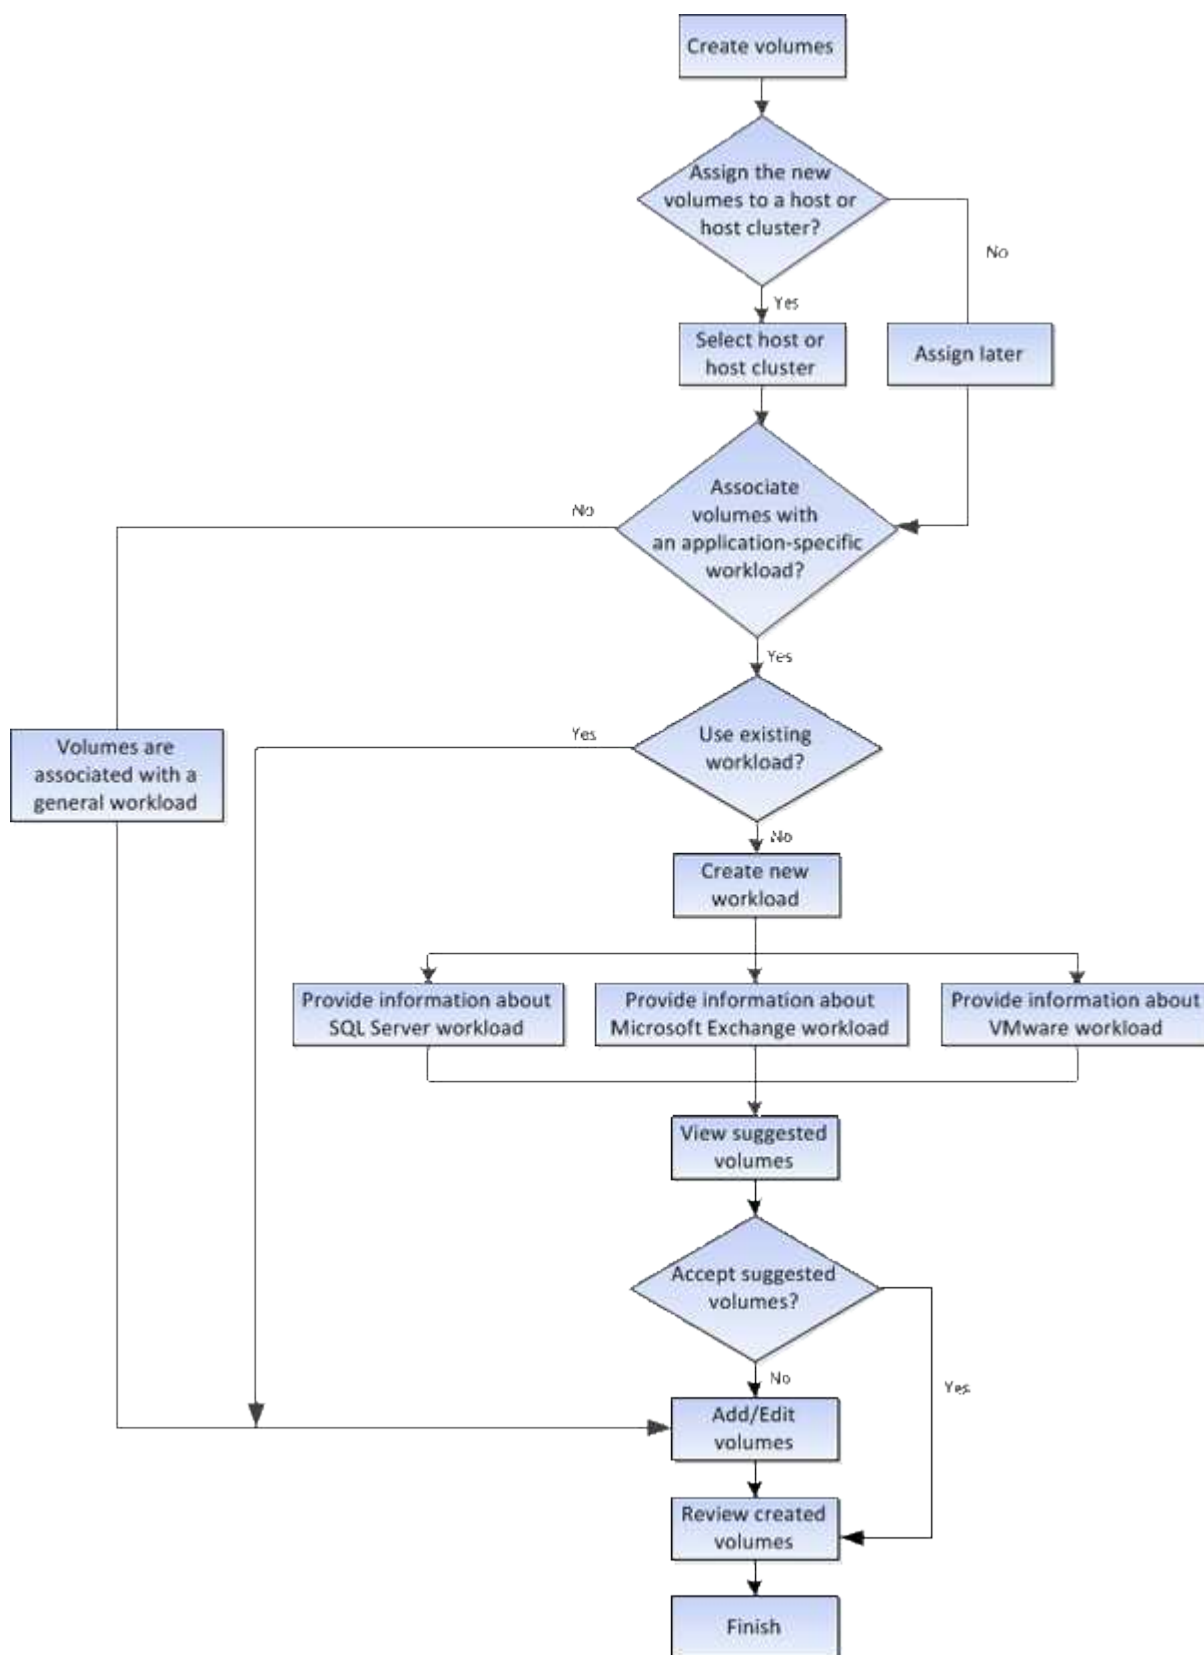 Create volumes
Assign the new
volumes to a host or
host cluster?
No
Yes
Select host or
host cluster
Assign later
Associate
volumes with
an application-specific
workload?
No
Yes
Volumes are
associated with a
general workload
Yes
Use existing
workload?
No
Create new
workload
Provide information about
SQL Server workload
Provide information about
Microsoft Exchange workload
Provide information about
VMware workload
View suggested
volumes
Accept suggested
volumes?
No
Yes
Add/Edit
volumes
Review created
volumes
Finish